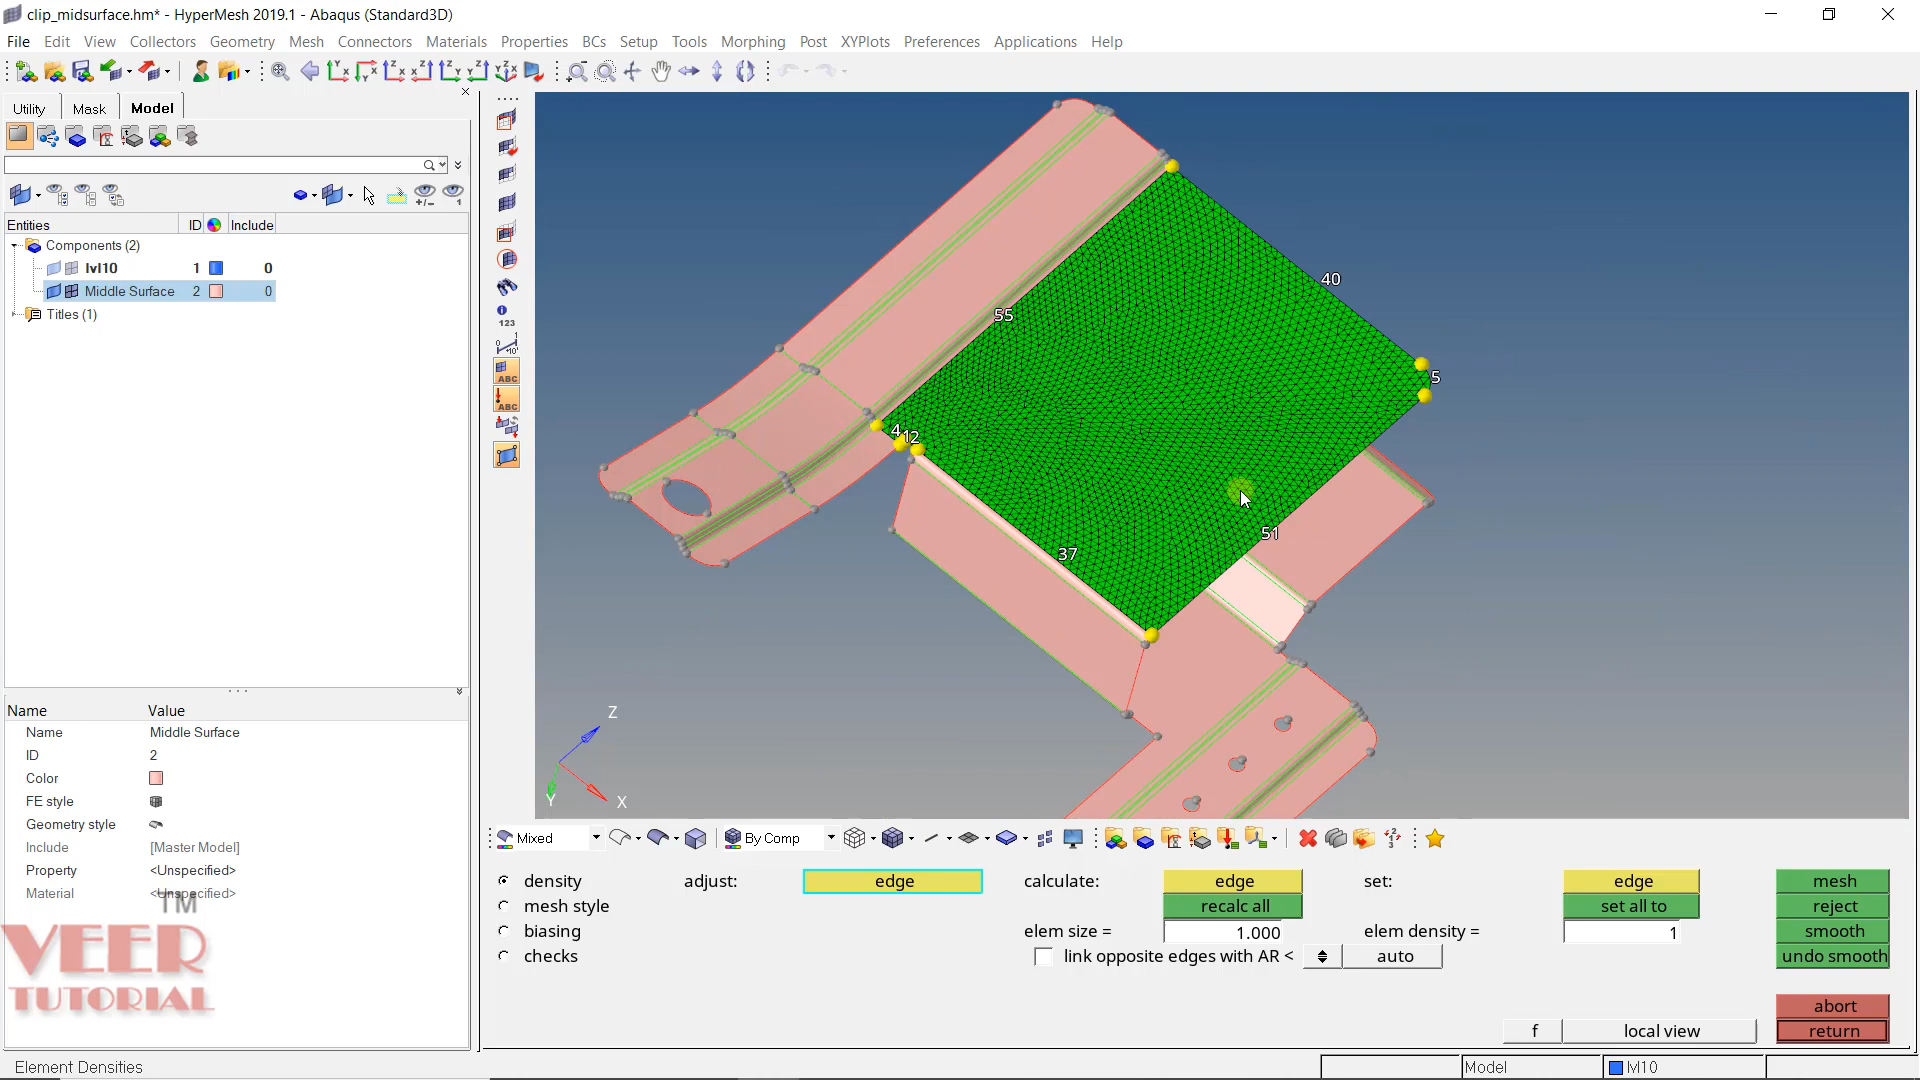 clip_midsurface.hm* - HyperMesh 2019.1 - Abaqus (Standard3D)
File Edit View Collectors Geometry Mesh Connectors Materials Properties BCs Setup Tools Morphing Post XYPlots Preferences Applications Help
Utility Mask Model
Entities ID Include
Components (2)
lvl10 1 0
Middle Surface 2 0
Titles (1)
Name Value
Name Middle Surface
ID 2
Color
FE style
Geometry style
Include [Master Model]
Property <Unspecified>
Material <Unspecified>
TM
VEER
TUTORIAL
123
ABC
ABC
40
55
5
4
12
51
37
Z
Y
X
Mixed By Comp
density adjust: edge calculate: edge set: edge mesh
mesh style recalc all set all to reject
biasing elem size = 1.000 elem density = 1 smooth
checks link opposite edges with AR < auto undo smooth
abort
f local view return
Element Densities Model lvl10